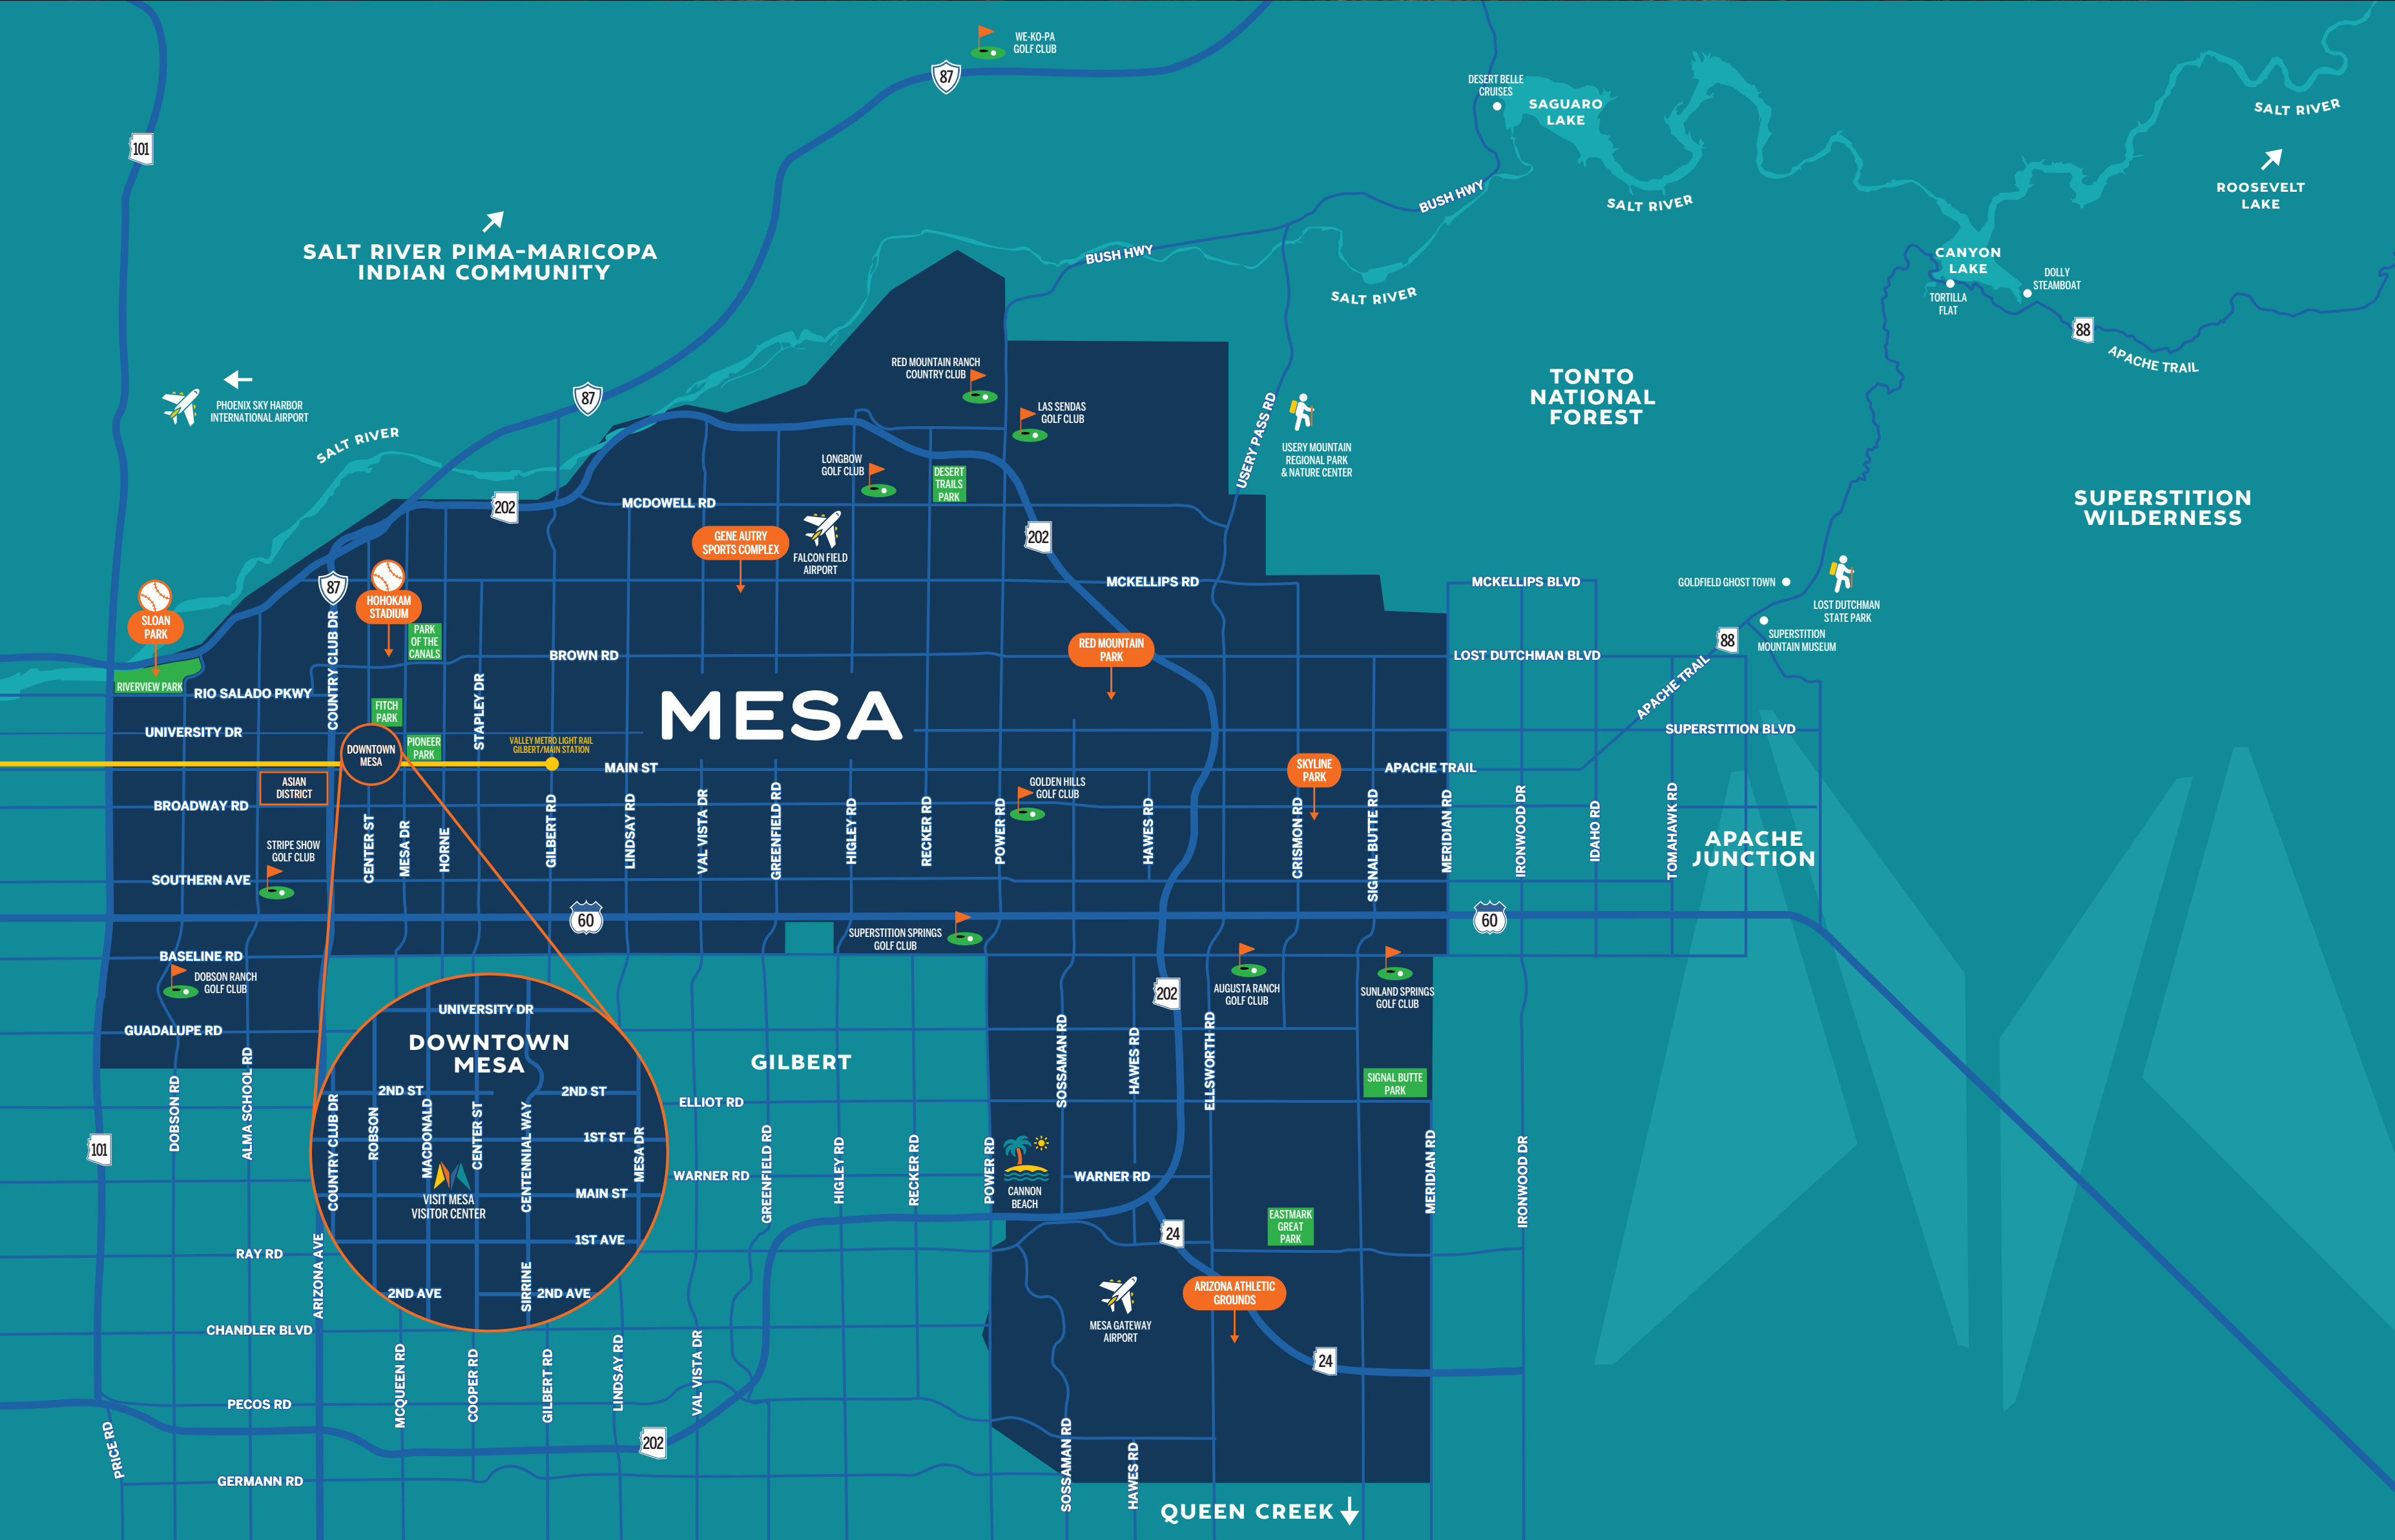 WE-KO-PA
GOLF CLUB
87
101
DESERT BELLE
CRUISES
SAGUARO
LAKE
SALT RIVER
ROOSEVELT
LAKE
SALT RIVER
BUSH HWY
BUSH HWY
SALT RIVER
SALT RIVER PIMA-MARICOPA
INDIAN COMMUNITY
CANYON
LAKE
DOLLY
STEAMBOAT
TORTILLA
FLAT
88
APACHE TRAIL
PHOENIX SKY HARBOR
INTERNATIONAL AIRPORT
SALT RIVER
87
RED MOUNTAIN RANCH
COUNTRY CLUB
LAS SENDAS
GOLF CLUB
LONGBOW
GOLF CLUB
DESERT
TRAILS
PARK
USERY PASS RD
USERY MOUNTAIN
REGIONAL PARK
& NATURE CENTER
TONTO
NATIONAL
FOREST
SUPERSTITION
WILDERNESS
202
MCDOWELL RD
GENE AUTRY
SPORTS COMPLEX
FALCON FIELD
AIRPORT
202
MCKELLIPS RD
MCKELLIPS BLVD
GOLDFIELD GHOST TOWN
LOST DUTCHMAN
STATE PARK
SUPERSTITION
MOUNTAIN MUSEUM
88
APACHE TRAIL
87
HOHOKAM
STADIUM
SLOAN
PARK
PARK
OF THE
CANALS
COUNTRY CLUB DR
BROWN RD
RED MOUNTAIN
PARK
LOST DUTCHMAN BLVD
RIVERVIEW PARK
RIO SALADO PKWY
FITCH
PARK
STAPLEY DR
MESA
UNIVERSITY DR
DOWNTOWN
MESA
PIONEER
PARK
VALLEY METRO LIGHT RAIL
GILBERT/MAIN STATION
SUPERSTITION BLVD
MAIN ST
SKYLINE
PARK
APACHE TRAIL
ASIAN
DISTRICT
GOLDEN HILLS
GOLF CLUB
BROADWAY RD
CENTER ST
MESA DR
HORNE
GILBERT RD
LINDSAY RD
VAL VISTA DR
GREENFIELD RD
HIGLEY RD
RECKER RD
POWER RD
HAWES RD
CRISMON RD
SIGNAL BUTTE RD
MERIDIAN RD
IRONWOOD DR
IDAHO RD
TOMAHAWK RD
APACHE
JUNCTION
STRIPE SHOW
GOLF CLUB
SOUTHERN AVE
60
60
SUPERSTITION SPRINGS
GOLF CLUB
BASELINE RD
DOBSON RANCH
GOLF CLUB
202
AUGUSTA RANCH
GOLF CLUB
SUNLAND SPRINGS
GOLF CLUB
GUADALUPE RD
UNIVERSITY DR
DOWNTOWN
MESA
GILBERT
SOSSAMAN RD
HAWES RD
ELLSWORTH RD
SIGNAL BUTTE
PARK
DOBSON RD
ALMA SCHOOL RD
2ND ST
2ND ST
ELLIOT RD
COUNTRY CLUB DR
ROBSON
MACDONALD
CENTER ST
CENTENNIAL WAY
1ST ST
MESA DR
101
WARNER RD
GREENFIELD RD
HIGLEY RD
RECKER RD
POWER RD
CANNON
BEACH
WARNER RD
MERIDIAN RD
IRONWOOD DR
VISIT MESA
VISITOR CENTER
MAIN ST
EASTMARK
GREAT
PARK
24
RAY RD
ARIZONA AVE
1ST AVE
SIRRINE
2ND AVE
2ND AVE
MESA GATEWAY
AIRPORT
ARIZONA ATHLETIC
GROUNDS
CHANDLER BLVD
24
MCQUEEN RD
COOPER RD
GILBERT RD
LINDSAY RD
VAL VISTA DR
PECOS RD
PRICE RD
202
SOSSAMAN RD
HAWES RD
GERMANN RD
QUEEN CREEK